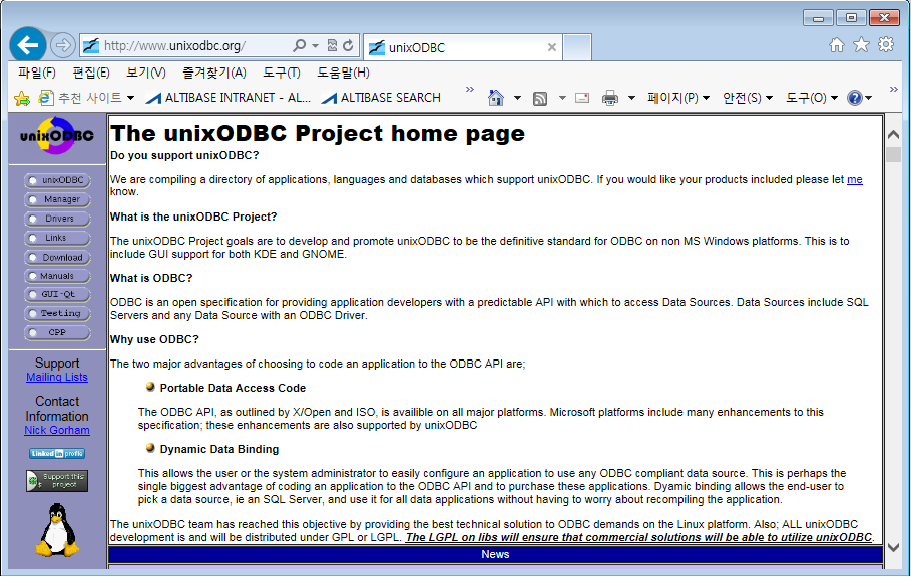 http://www.unixodbc.org/
unixODBC
파일(F) 편집(E) 보기(V) 즐겨찾기(A) 도구(T) 도움말(H)
추천 사이트 ALTIBASE INTRANET - AL... ALTIBASE SEARCH » 페이지(P) 안전(S) 도구(O) »
unixODBC
unixODBC
Manager
Drivers
Links
Download
Manuals
GUI-Qt
Testing
CPP
Support
Mailing Lists
Contact
Information
Nick Gorham
Linked in profile
Support this
project
The unixODBC Project home page
Do you support unixODBC?
We are compiling a directory of applications, languages and databases which support unixODBC. If you would like your products included please let me
know.
What is the unixODBC Project?
The unixODBC Project goals are to develop and promote unixODBC to be the definitive standard for ODBC on non MS Windows platforms. This is to
include GUI support for both KDE and GNOME.
What is ODBC?
ODBC is an open specification for providing application developers with a predictable API with which to access Data Sources. Data Sources include SQL
Servers and any Data Source with an ODBC Driver.
Why use ODBC?
The two major advantages of choosing to code an application to the ODBC API are;
Portable Data Access Code
The ODBC API, as outlined by X/Open and ISO, is availible on all major platforms. Microsoft platforms include many enhancements to this
specification; these enhancements are also supported by unixODBC
Dynamic Data Binding
This allows the user or the system administrator to easily configure an application to use any ODBC compliant data source. This is perhaps the
single biggest advantage of coding an application to the ODBC API and to purchase these applications. Dyamic binding allows the end-user to
pick a data source, ie an SQL Server, and use it for all data applications without having to worry about recompiling the application.
The unixODBC team has reached this objective by providing the best technical solution to ODBC demands on the Linux platform. Also; ALL unixODBC
development is and will be distributed under GPL or LGPL. The LGPL on libs will ensure that commercial solutions will be able to utilize unixODBC.
News